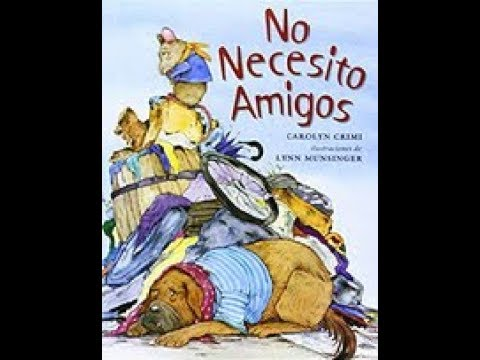 No
Necesito
Amigos
CAROLYN CRIMI
ilustraciones de
LYNN MUNSINGER